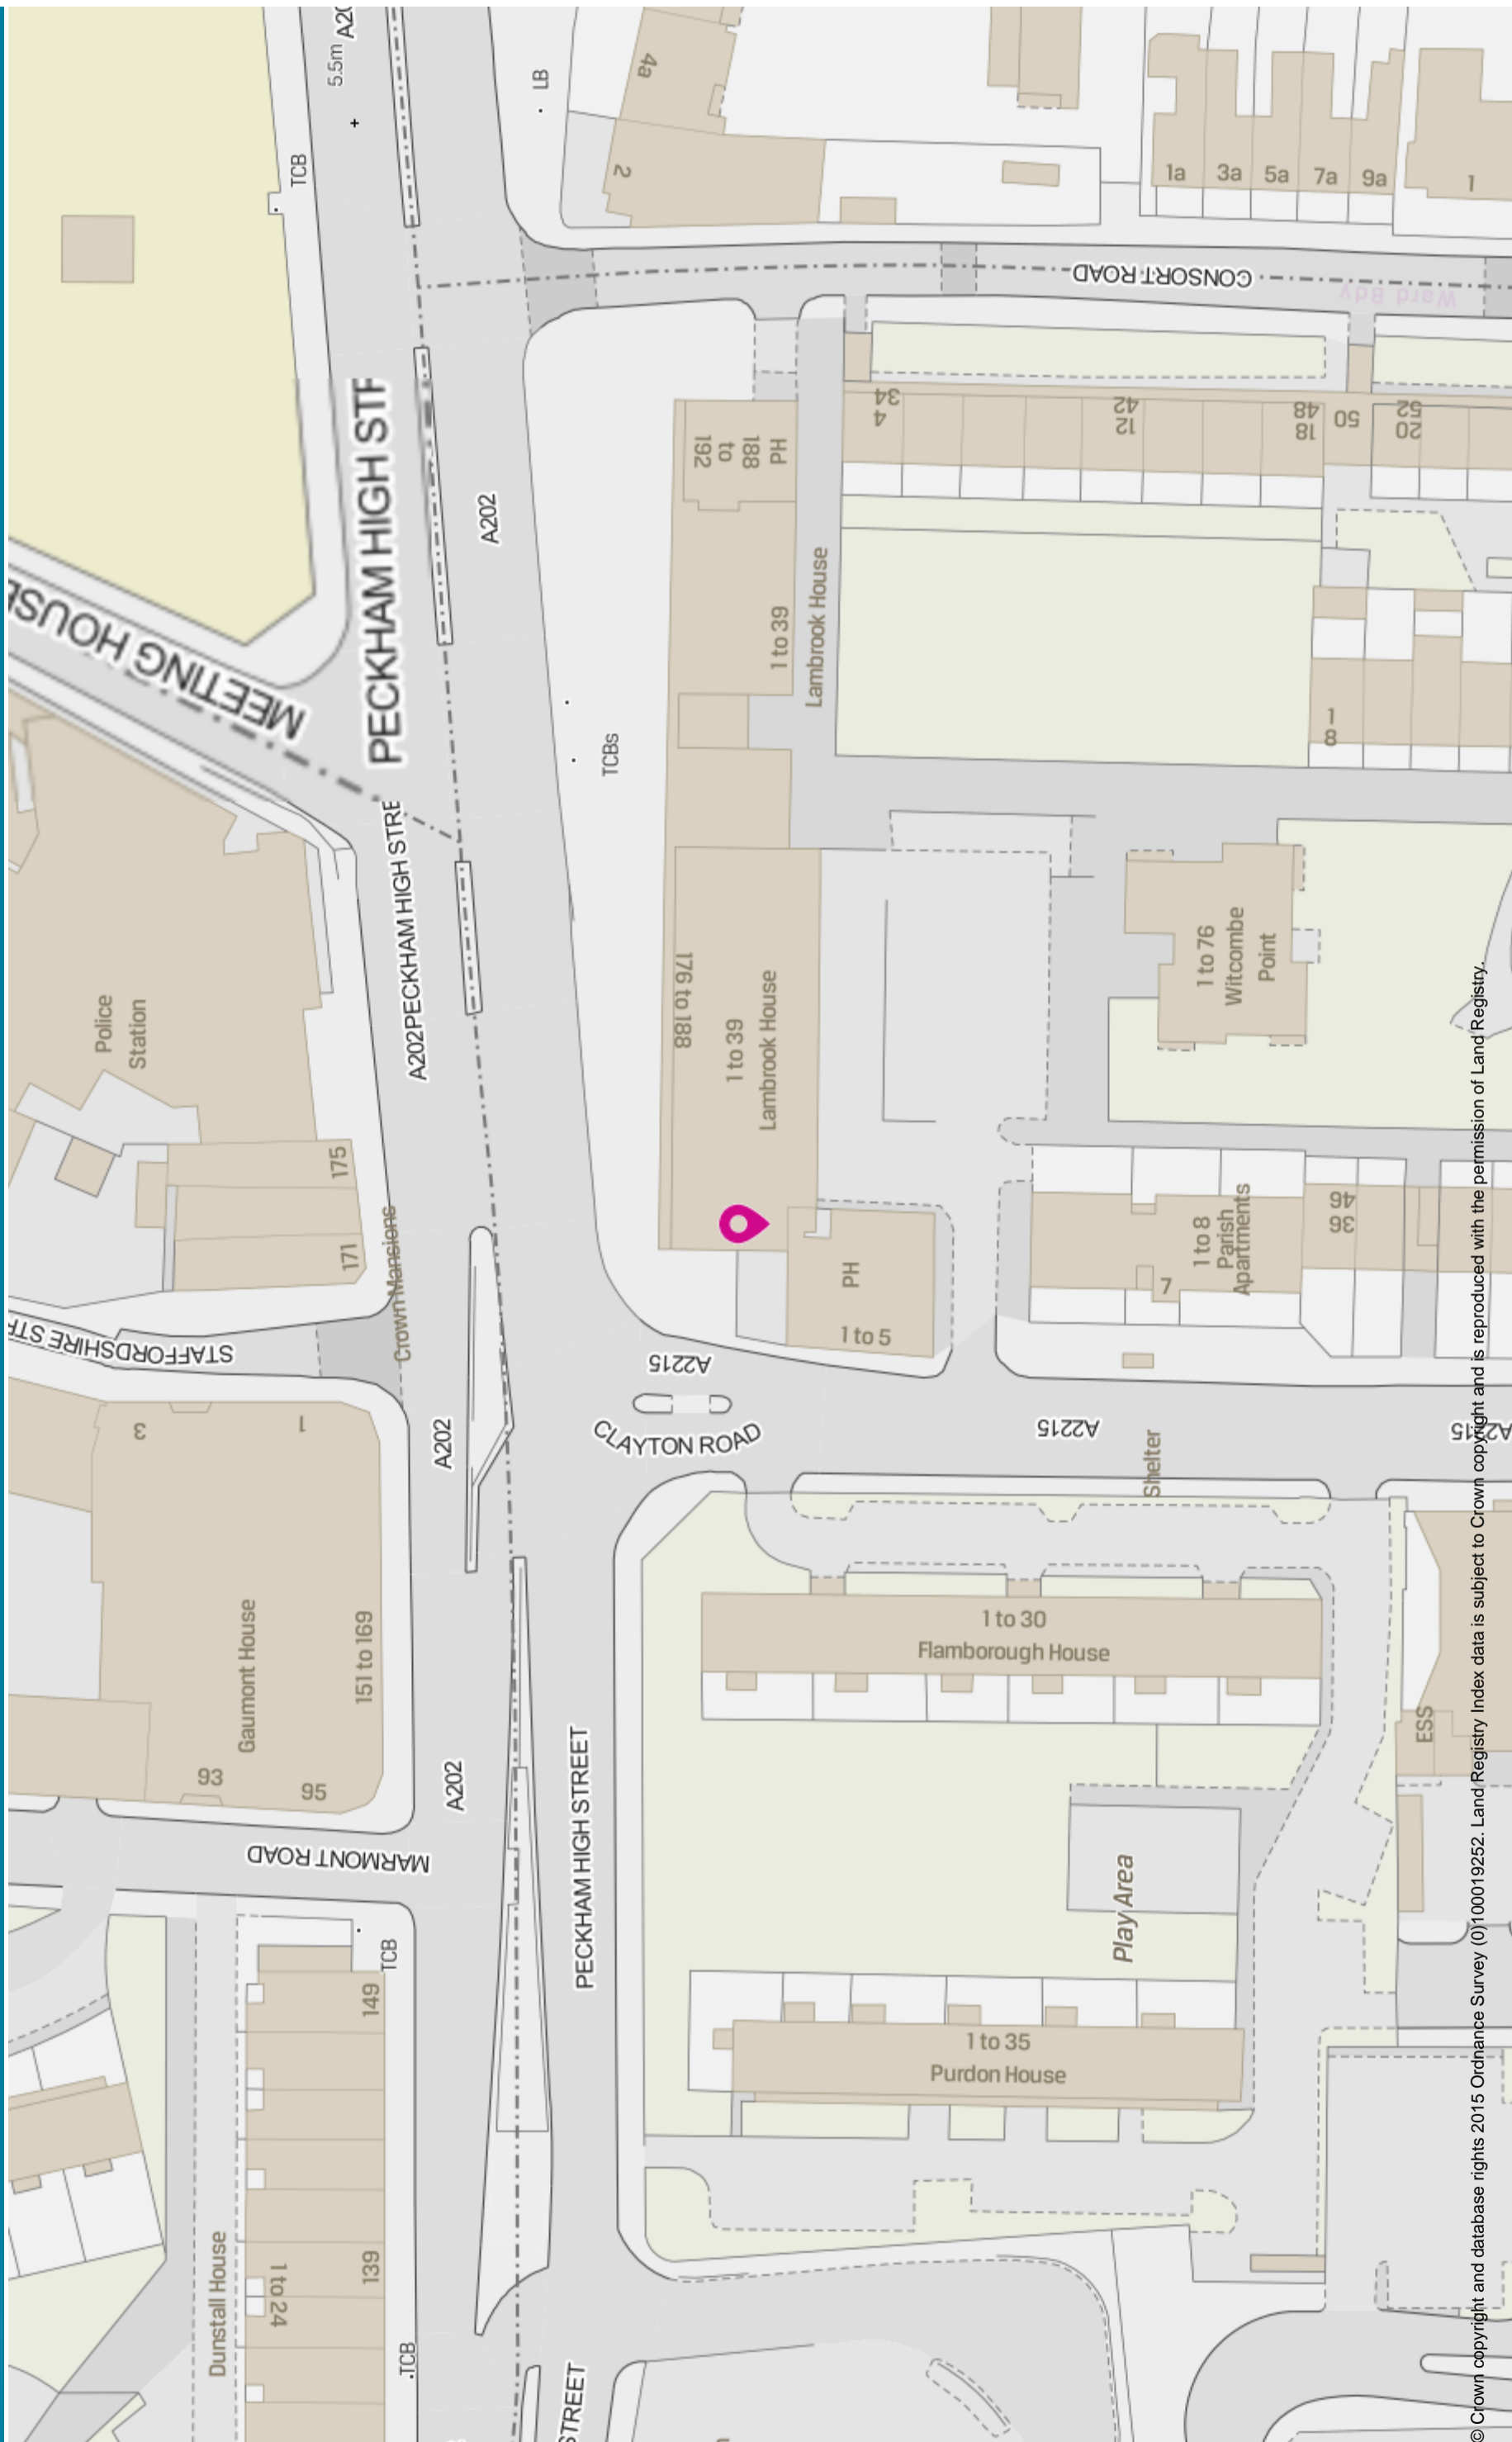 5.5m
A20
TCB
LB
4a
2
1a
3a
5a
7a
9a
1
CONSORT ROAD
Ward Bdy
PECKHAM HIGH STR
A202
MEETING HOUSE
188
to
192
PH
34
4
42
12
48
18
50
52
20
1 to 39
Lambrook House
TCBs
1
8
A202PECKHAM HIGH STRE
Police
Station
176 to 188
1 to 39
Lambrook House
1 to 76
Witcombe
Point
175
171
Crown Mansions
STAFFORDSHIRE STR
PH
1 to 5
1 to 8
Parish
Apartments
7
46
36
A2215
CLAYTON ROAD
A2215
A2215
Shelter
3
1
A202
Gaumont House
151 to 169
93
95
1 to 30
Flamborough House
ESS
A202
PECKHAM HIGH STREET
MARMONT ROAD
Play Area
TCB
149
1 to 35
Purdon House
Dunstall House
1 to 24
139
TCB
STREET
© Crown copyright and database rights 2015 Ordnance Survey (0)100019252. Land Registry Index data is subject to Crown copyright and is reproduced with the permission of Land Registry.